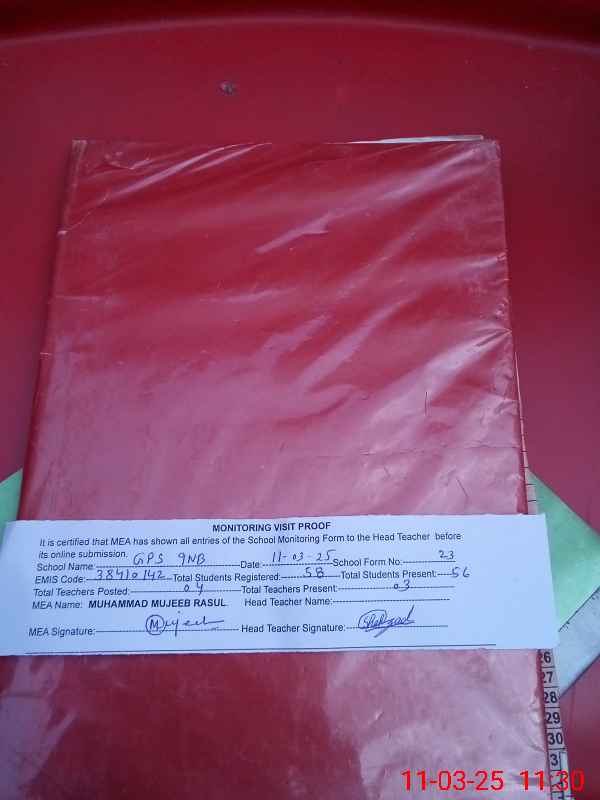 MONITORING VISIT PROOF
It is certified that MEA has shown all entries of the School Monitoring Form to the Head Teacher before
its online submission.
School Name: GPS 9NB Date: 11-03-25 School Form No: 23
EMIS Code: 38410142 Total Students Registered: 58 Total Students Present: 56
Total Teachers Posted: 04 Total Teachers Present: 03
MEA Name: MUHAMMAD MUJEEB RASUL. Head Teacher Name:
MEA Signature: Mujeeb Head Teacher Signature:
26
27
28
29
30
3
11-03-25 11:30